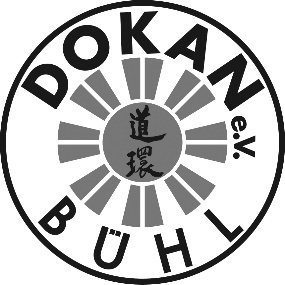 DOKAN e.V.
道
環
BÜHL